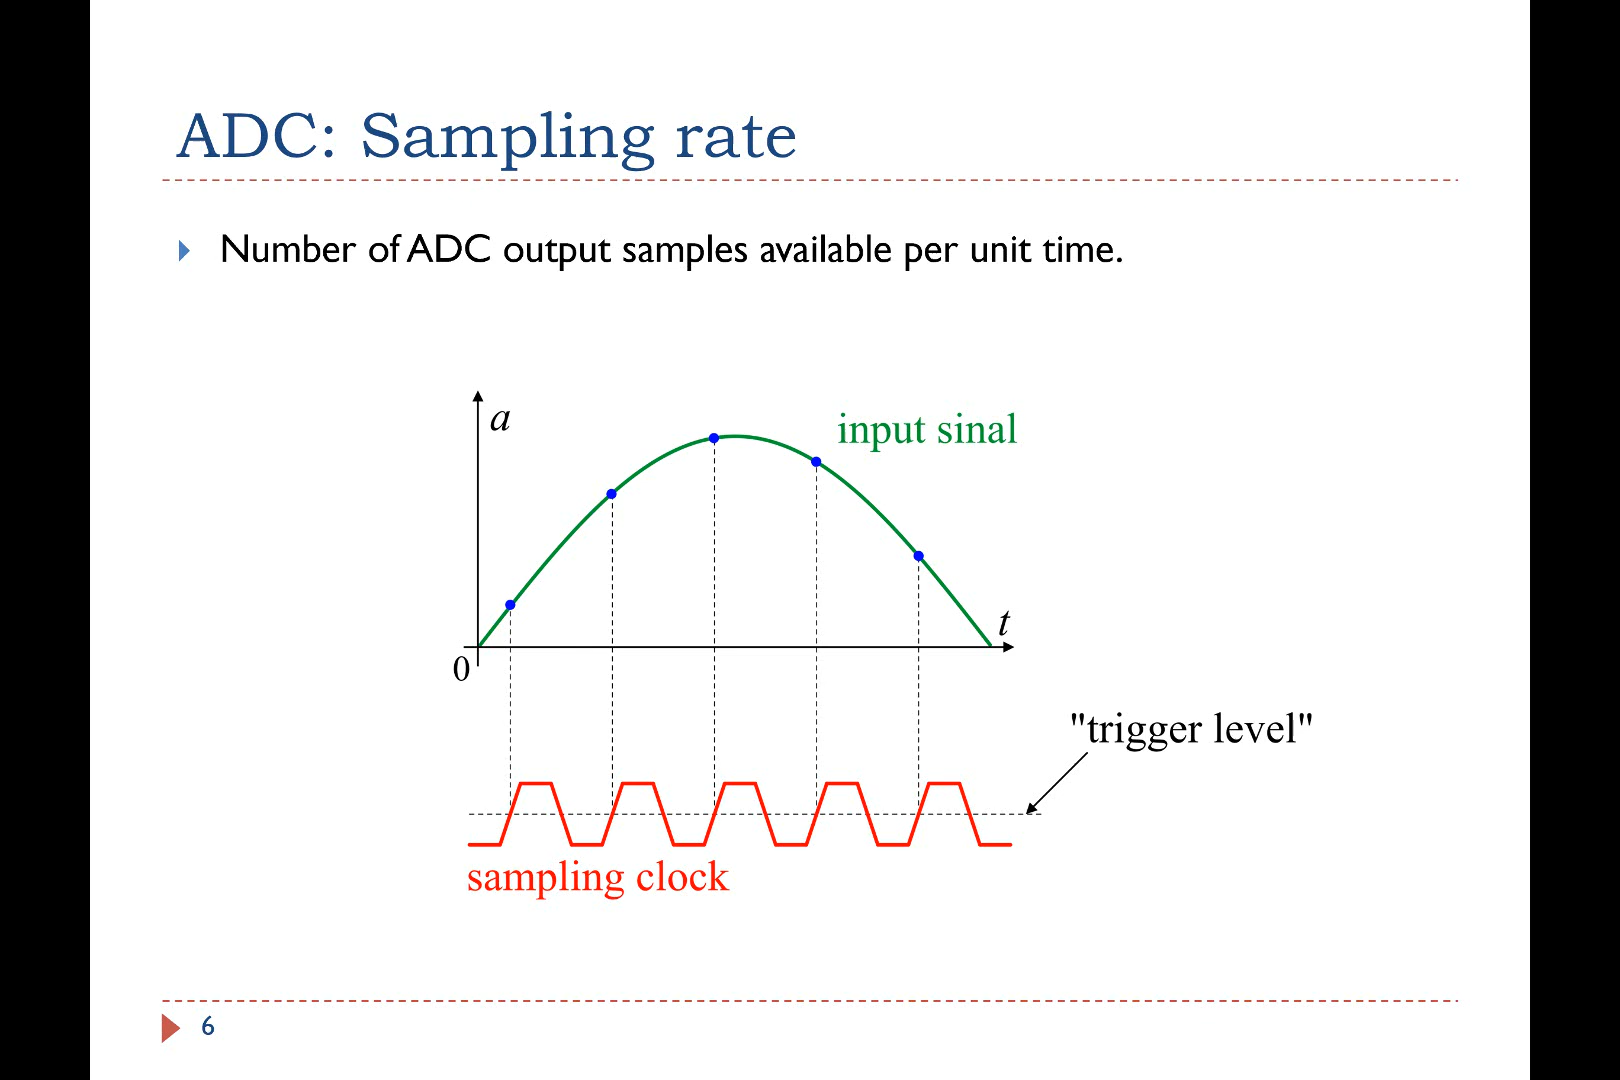 ADC: Sampling rate
Number of ADC output samples available per unit time.
a
input sinal
t
0
"trigger level"
sampling clock
6